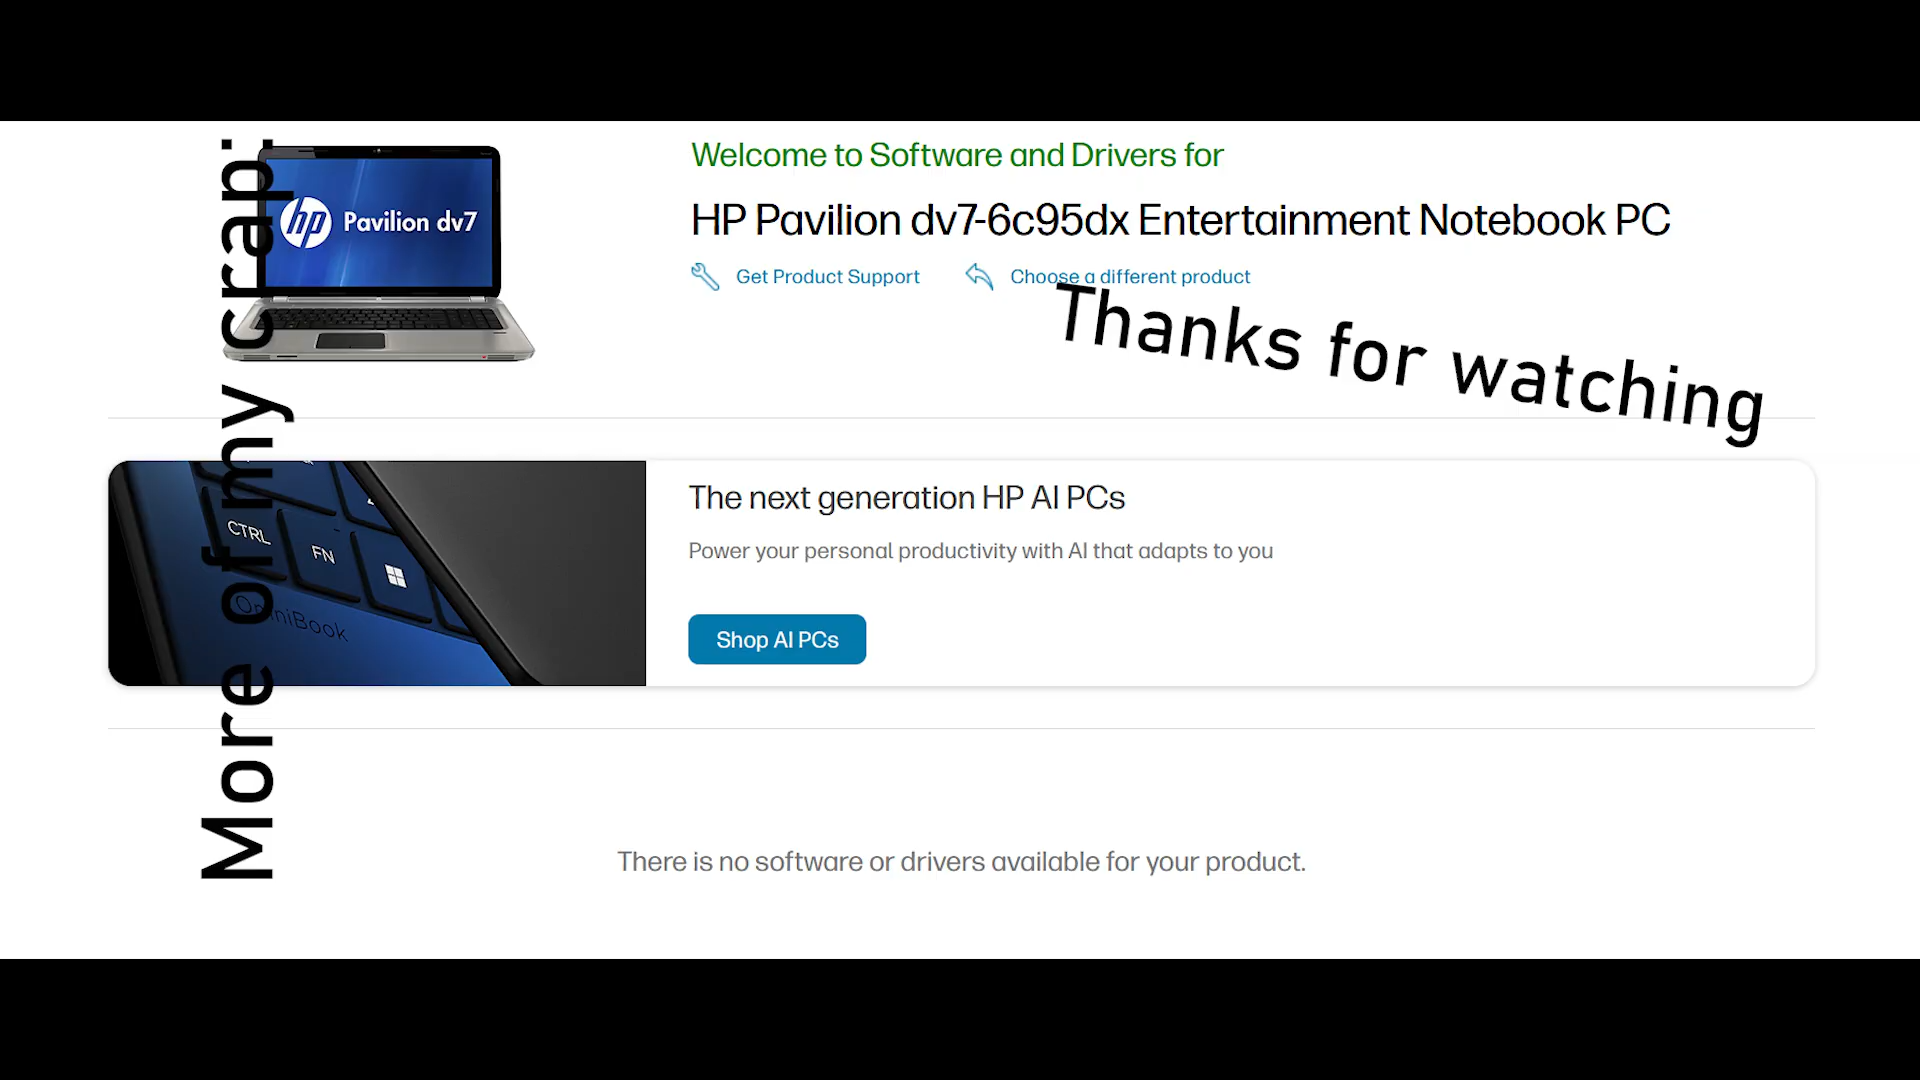 More of my crap:
hp Pavilion dv7
Welcome to Software and Drivers for
HP Pavilion dv7-6c95dx Entertainment Notebook PC
Get Product Support
Choose a different product
Thanks for watching
CTRL
FN
OmniBook
The next generation HP AI PCs
Power your personal productivity with AI that adapts to you
Shop AI PCs
There is no software or drivers available for your product.